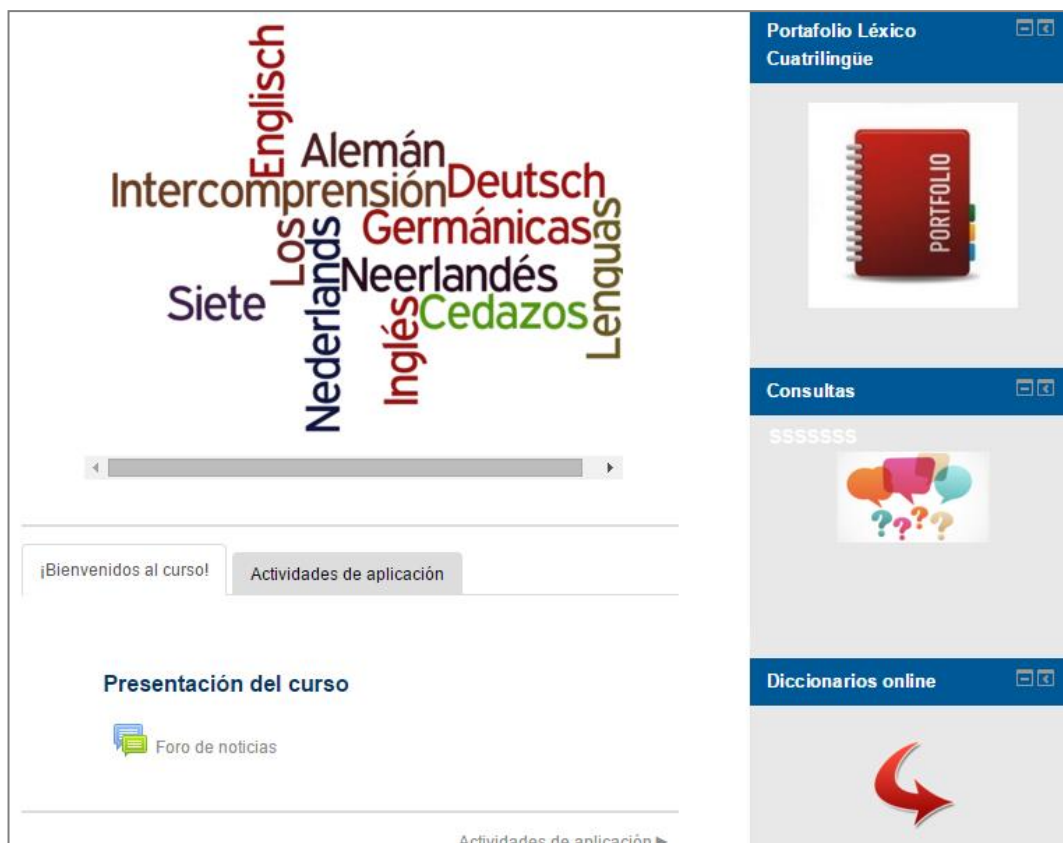 Englisch
Alemán
Intercomprensión
Deutsch
Los
Germánicas
Lenguas
Nederlands
Neerlandés
Siete
Inglés
Cedazos
¡Bienvenidos al curso!
Actividades de aplicación
Presentación del curso
Foro de noticias
Actividades de aplicación ►
Portafolio Léxico
Cuatrilingüe
PORTFOLIO
Consultas
sssssss
????
Diccionarios online